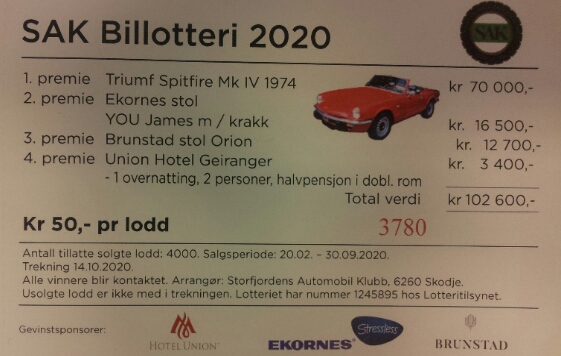 SAK Billotteri 2020
SAK
1. premie Triumf Spitfire Mk IV 1974 kr 70 000,-
2. premie Ekornes stol
YOU James m / krakk kr. 16 500,-
3. premie Brunstad stol Orion kr. 12 700,-
4. premie Union Hotel Geiranger kr. 3 400,-
- 1 overnatting, 2 personer, halvpensjon i dobl. rom
Total verdi kr 102 600,-
Kr 50,- pr lodd 3780
Antall tillatte solgte lodd: 4000. Salgsperiode: 20.02. – 30.09.2020.
Trekning 14.10.2020.
Alle vinnere blir kontaktet. Arrangør: Storfjordens Automobil Klubb, 6260 Skodje.
Usolgte lodd er ikke med i trekningen. Lotteriet har nummer 1245895 hos Lotteritilsynet.
Gevinstsponsorer:
HOTEL UNION
EKORNES
Stressless
BRUNSTAD